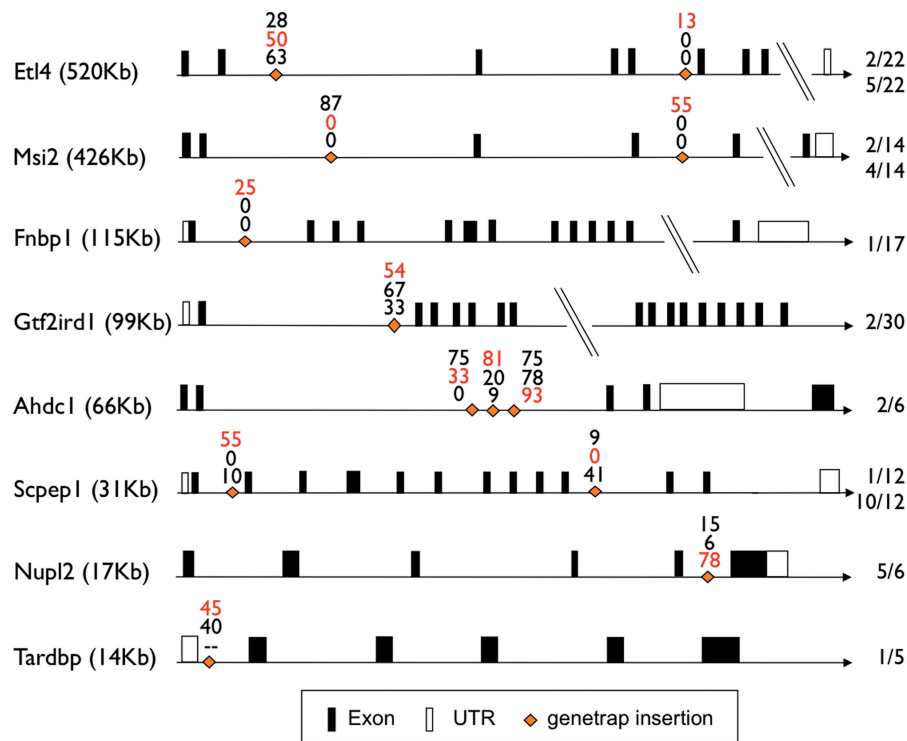 28 13
50 0
Etl4 (520Kb) 63 0 2/22
5/22
87 55
0 0
Msi2 (426Kb) 0 0 2/14
4/14
25
0
Fnbp1 (115Kb) 0 1/17
54
67
Gtf2ird1 (99Kb) 33 2/30
75 81 75
33 20 78
Ahdc1 (66Kb) 0 9 93 2/6
55 9
0 0
Scpep1 (31Kb) 10 41 1/12
10/12
15
6
Nupl2 (17Kb) 78 5/6
45
40
Tardbp (14Kb) -- 1/5
Exon UTR genetrap insertion